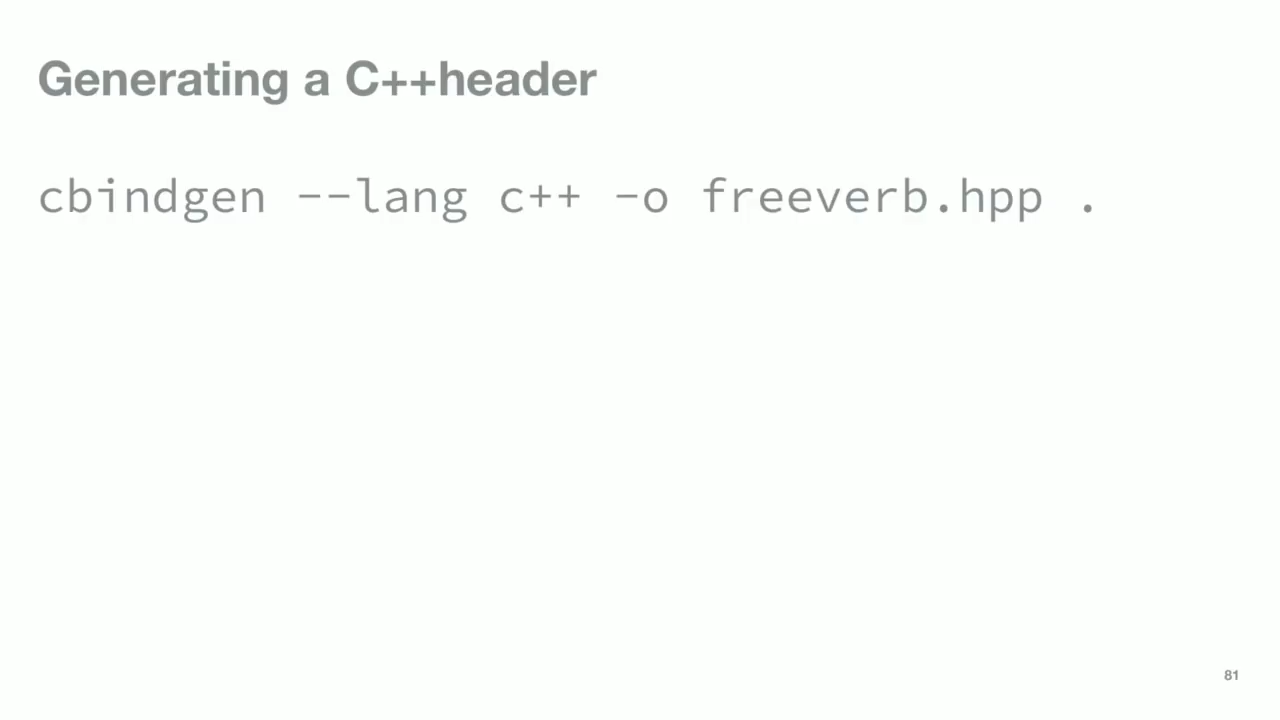 Generating a C++header
cbindgen --lang c++ -o freeverb.hpp .
81